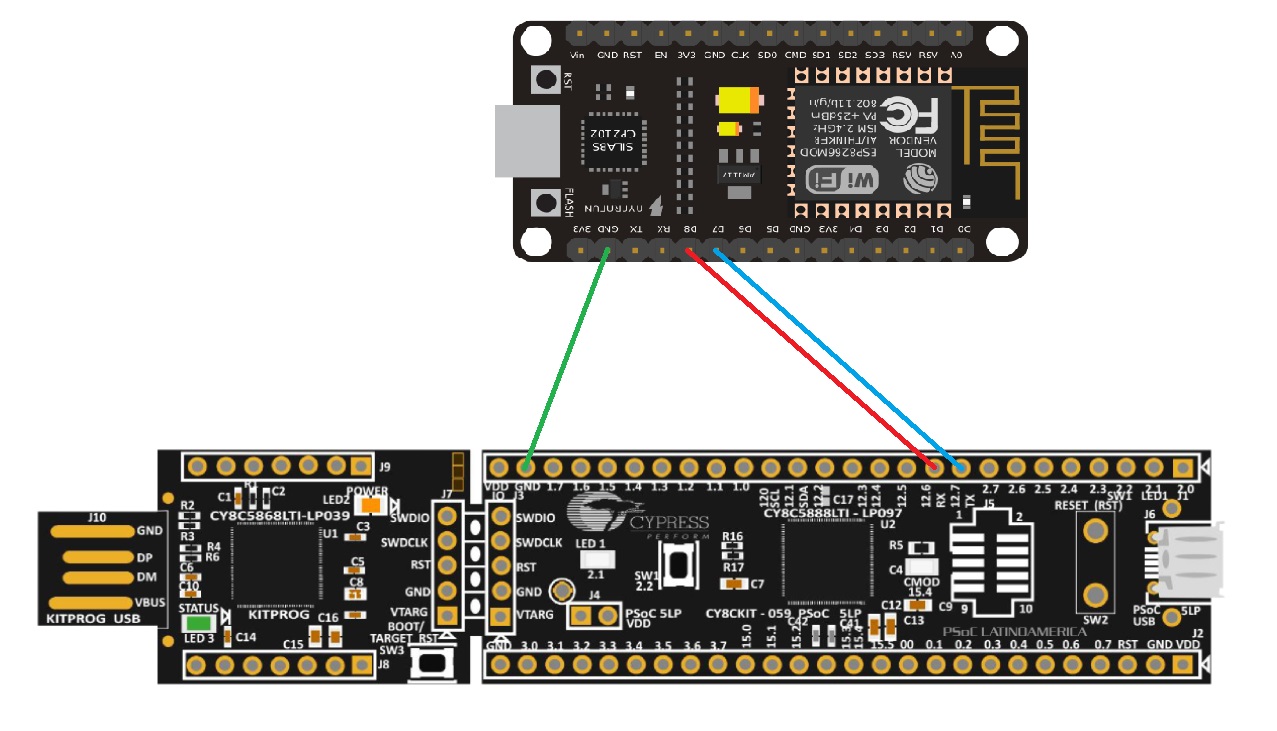 Vin GND RST EN 3V3 GND CLK SD0 CMD SD1 SD2 SD3 RSV RSV A0
RST
SILABS
CP2102
FLASH
MODEL
VENDOR
ESP8266MOD
AI/THINKER
ISM 2.4GHz
PA +25dBm
802.11b/g/n
FC
Wi Fi
3V3 GND TX RX D8 D7 D6 D5 GND 3V3 D4 D3 D2 D1 D0
J9
R1
C1 C2
POWER
LED2
CY8C5868LTI-LP039
R2
R3
R4
R6
C6
C10
U1
C3
C5
C8
STATUS
LED 3
KITPROG
C14
C15
C16
J8
J10
GND
DP
DM
VBUS
KITPROG USB
J7
SWDIO
SWDCLK
RST
GND
VTARG
BOOT/
TARGET RST
SW3
VDD GND 1.7 1.6 1.5 1.4 1.3 1.2 1.1 1.0 12.0 12.1 12.2 12.3 12.4 12.5 12.6 12.7 2.7 2.6 2.5 2.4 2.3 2.2 2.1 2.0
IO
SCL SDA RX TX
SW1 LED1 J1
J3
SWDIO
SWDCLK
RST
GND
VTARG
CYPRESS
PERFORM
LED 1
2.1
J4
PSoC 5LP
VDD
SW1
2.2
R16
R17
C7
C17
CY8C5888LTI - LP097
U2
CY8CKIT - 059 PSoC 5LP
C42 C41
R5
C4
CMOD
15.4
C12
C13
C9
J5
1 2
9 10
RESET (RST)
SW2
J6
PSoC 5LP
USB
PSoC LATINOAMERICA
J2
GND 3.0 3.1 3.2 3.3 3.4 3.5 3.6 3.7 15.0 15.1 15.2 15.3 15.4 15.5 00 0.1 0.2 0.3 0.4 0.5 0.6 0.7 RST GND VDD